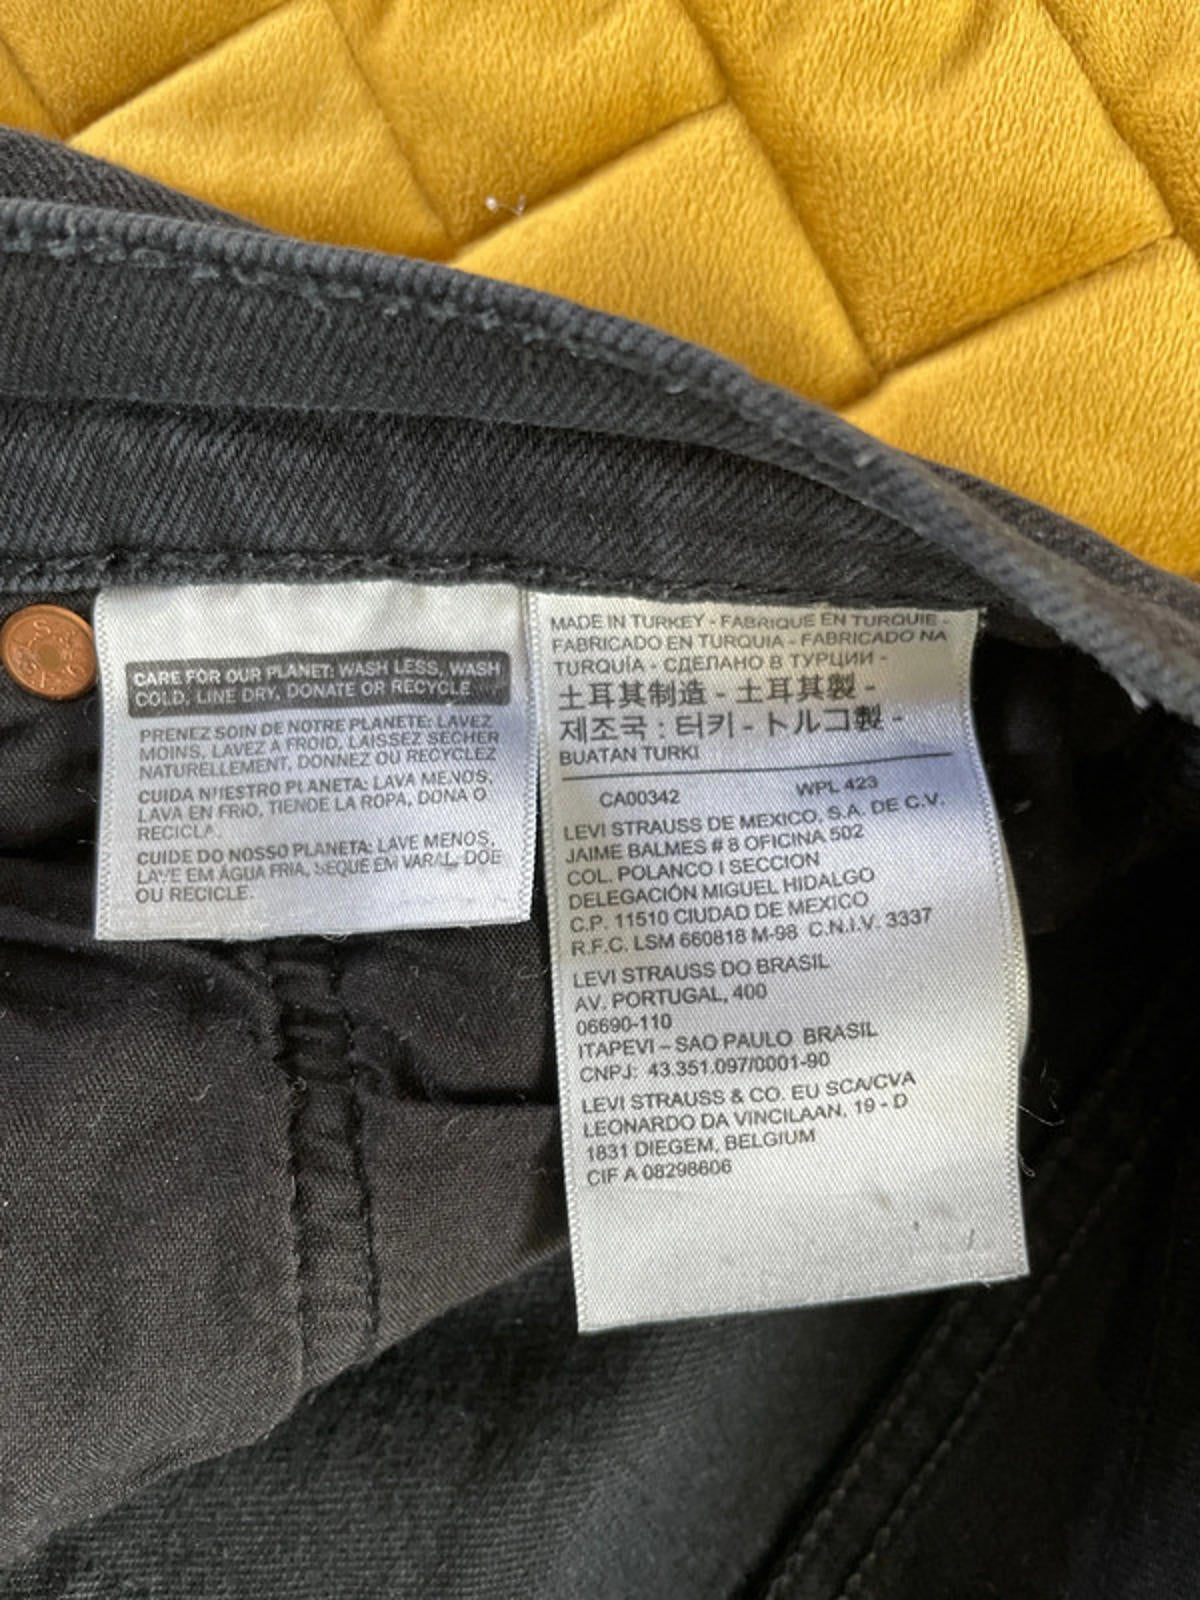 CARE FOR OUR PLANET: WASH LESS, WASH
COLD, LINE DRY, DONATE OR RECYCLE
PRENEZ SOIN DE NOTRE PLANÈTE: LAVEZ
MOINS, LAVEZ À FROID, LAISSEZ SÉCHER
NATURELLEMENT, DONNEZ OU RECYCLEZ
CUIDA NUESTRO PLANETA: LAVA MENOS,
LAVA EN FRIO, TIENDE LA ROPA, DONA O
RECICLA.
CUIDE DO NOSSO PLANETA: LAVE MENOS,
LAVE EM ÁGUA FRIA, SEQUE EM VARAL, DOE
OU RECICLE.
MADE IN TURKEY - FABRIQUÉ EN TURQUIE -
FABRICADO EN TURQUIA - FABRICADO NA
TURQUÍA - СДЕЛАНО В ТУРЦИИ -
土耳其制造 - 土耳其製 -
제조국 : 터키 - トルコ製 -
BUATAN TURKI
CA00342 WPL 423
LEVI STRAUSS DE MEXICO, S.A. DE C.V.
JAIME BALMES # 8 OFICINA 502
COL. POLANCO I SECCION
DELEGACIÓN MIGUEL HIDALGO
C.P. 11510 CIUDAD DE MEXICO
R.F.C. LSM 660818 M-98 C.N.I.V. 3337
LEVI STRAUSS DO BRASIL
AV. PORTUGAL, 400
06690-110
ITAPEVI – SAO PAULO BRASIL
CNPJ: 43.351.097/0001-90
LEVI STRAUSS & CO. EU SCA/CVA
LEONARDO DA VINCILAAN, 19 - D
1831 DIEGEM, BELGIUM
CIF A 08298606